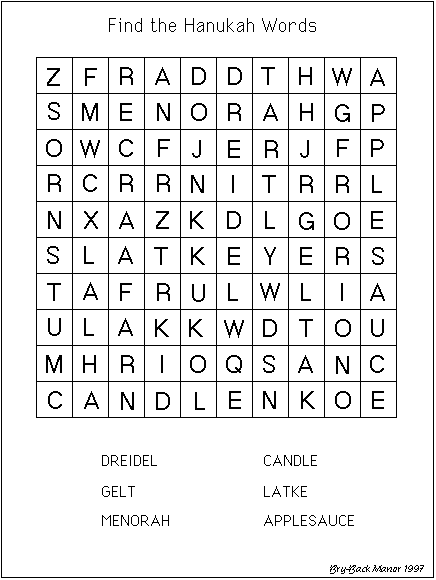 Find the Hanukah Words
Z F R A D D T H W A
S M E N O R A H G P
O W C F J E R J F P
R C R R N I T R R L
N X A Z K D L G O E
S L A T K E Y E R S
T A F R U L W L I A
U L A K K W D T O U
M H R I O Q S A N C
C A N D L E N K O E
DREIDEL CANDLE
GELT LATKE
MENORAH APPLESAUCE
Bry-Back Manor 1997